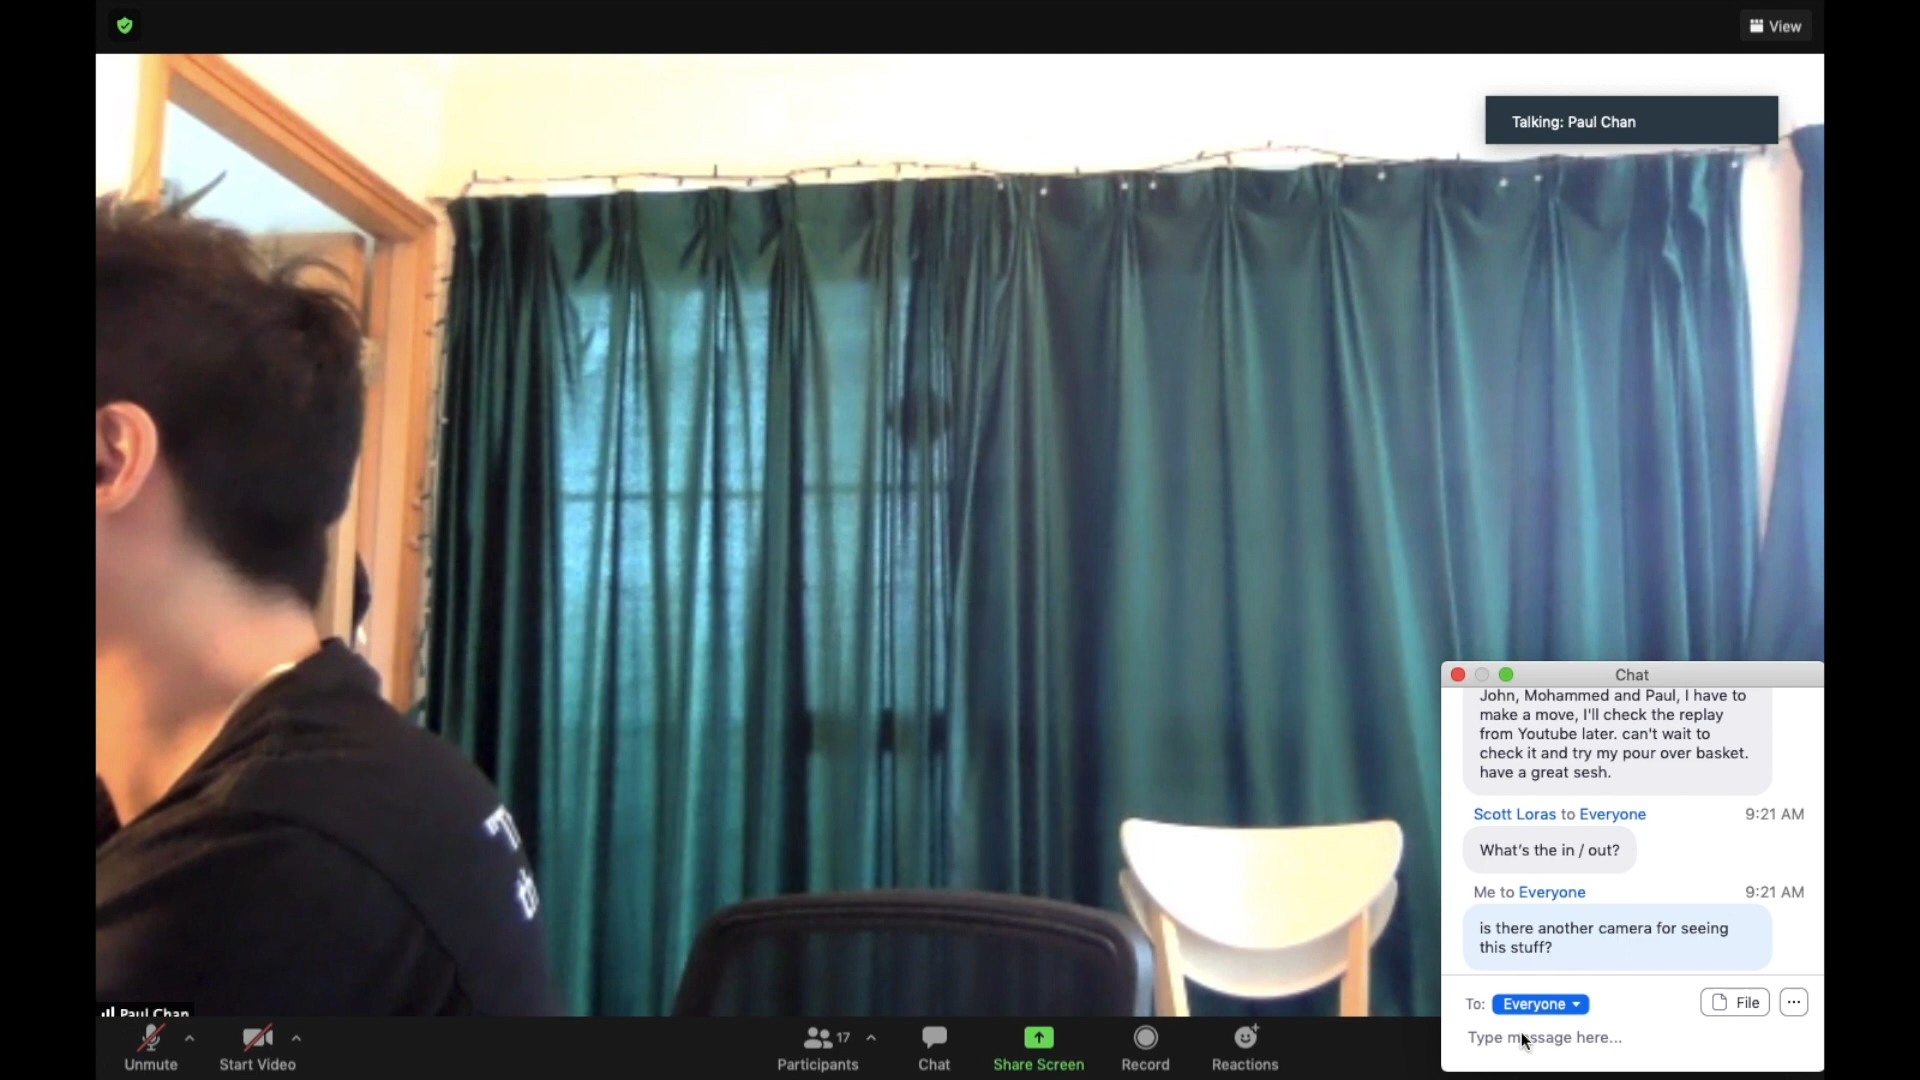 View
Talking: Paul Chan
Chat
John, Mohammed and Paul, I have to
make a move, I'll check the replay
from Youtube later. can't wait to
check it and try my pour over basket.
have a great sesh.
Scott Loras to Everyone 9:21 AM
What's the in / out?
Me to Everyone 9:21 AM
is there another camera for seeing
this stuff?
To: Everyone File
Type message here...
Paul Chan
Unmute
Start Video
17
Participants
Chat
Share Screen
Record
Reactions